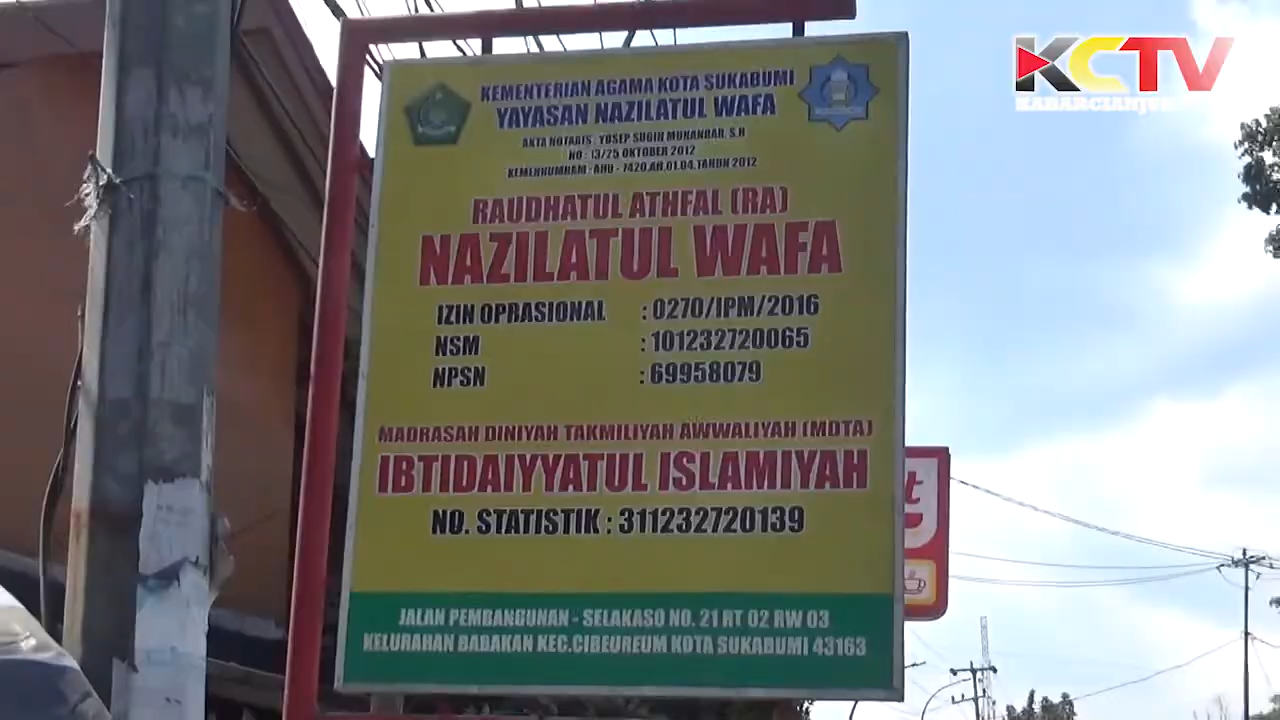 KCTV
KABARCIANJUR
KEMENTERIAN AGAMA KOTA SUKABUMI
YAYASAN NAZILATUL WAFA
AKTA NOTARIS : YOSEP SUGIH MUNANDAR, S.H
NO : 13/25 OKTOBER 2012
KEMENHUMHAM : AHU - 7420.AH.01.04.TAHUN 2012
RAUDHATUL ATHFAL (RA)
NAZILATUL WAFA
IZIN OPRASIONAL : 0270/IPM/2016
NSM : 101232720065
NPSN : 69958079
MADRASAH DINIYAH TAKMILIYAH AWWALIYAH (MDTA)
IBTIDAIYYATUL ISLAMIYAH
NO. STATISTIK : 311232720139
JALAN PEMBANGUNAN - SELAKASO NO. 21 RT 02 RW 03
KELURAHAN BABAKAN KEC.CIBEUREUM KOTA SUKABUMI 43163
t